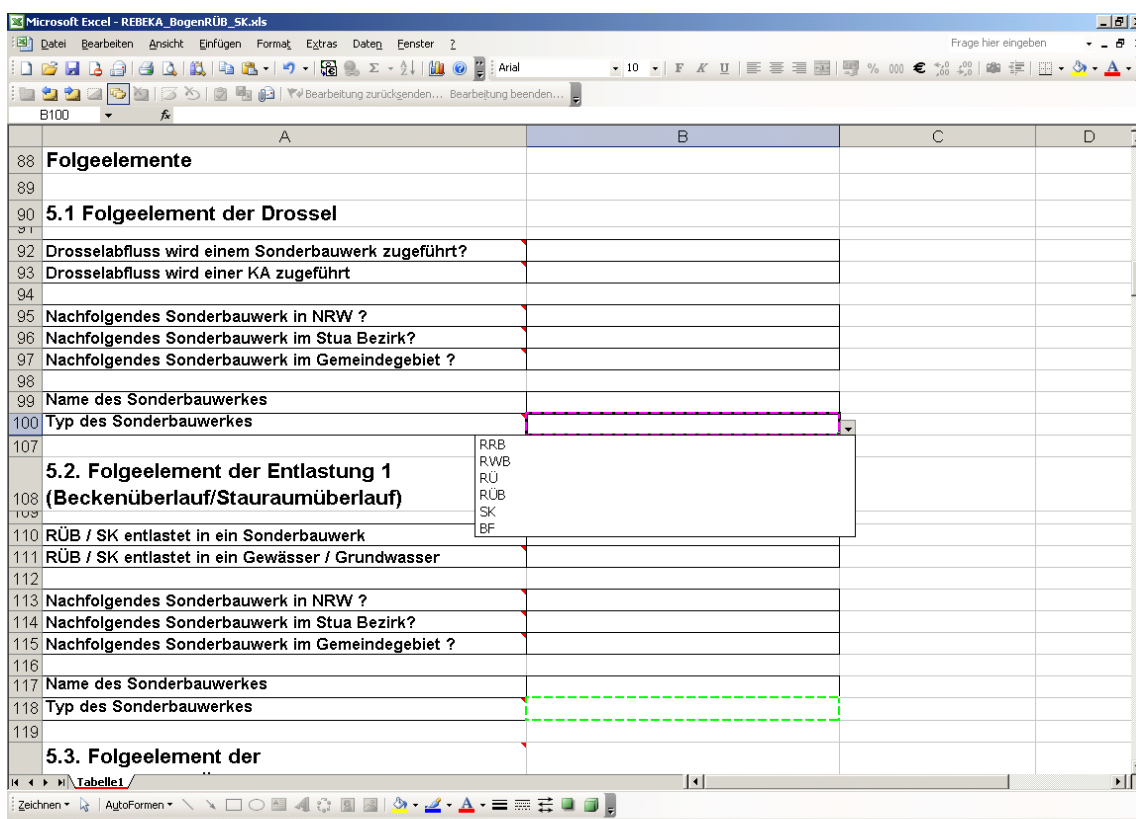 Microsoft Excel - REBEKA_BogenRÜB_SK.xls
Datei Bearbeiten Ansicht Einfügen Format Extras Daten Fenster ? Frage hier eingeben
Arial 10 F K U % 000 €
Bearbeitung zurücksenden... Bearbeitung beenden...
B100 fx
A B C D
88 Folgeelemente
89
90 5.1 Folgeelement der Drossel
91
92 Drosselabfluss wird einem Sonderbauwerk zugeführt?
93 Drosselabfluss wird einer KA zugeführt
94
95 Nachfolgendes Sonderbauwerk in NRW ?
96 Nachfolgendes Sonderbauwerk im Stua Bezirk?
97 Nachfolgendes Sonderbauwerk im Gemeindegebiet ?
98
99 Name des Sonderbauwerkes
100 Typ des Sonderbauwerkes
107
RRB
RWB
RÜ
RÜB
SK
BF
5.2. Folgeelement der Entlastung 1
108 (Beckenüberlauf/Stauraumüberlauf)
109
110 RÜB / SK entlastet in ein Sonderbauwerk
111 RÜB / SK entlastet in ein Gewässer / Grundwasser
112
113 Nachfolgendes Sonderbauwerk in NRW ?
114 Nachfolgendes Sonderbauwerk im Stua Bezirk?
115 Nachfolgendes Sonderbauwerk im Gemeindegebiet ?
116
117 Name des Sonderbauwerkes
118 Typ des Sonderbauwerkes
119
5.3. Folgeelement der
Tabelle1
Zeichnen AutoFormen